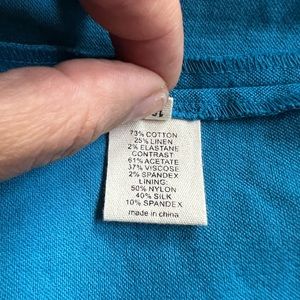 73% COTTON
25% LINEN
2% ELASTANE
CONTRAST
61% ACETATE
37% VISCOSE
2% SPANDEX
LINING:
50% NYLON
40% SILK
10% SPANDEX
made in china